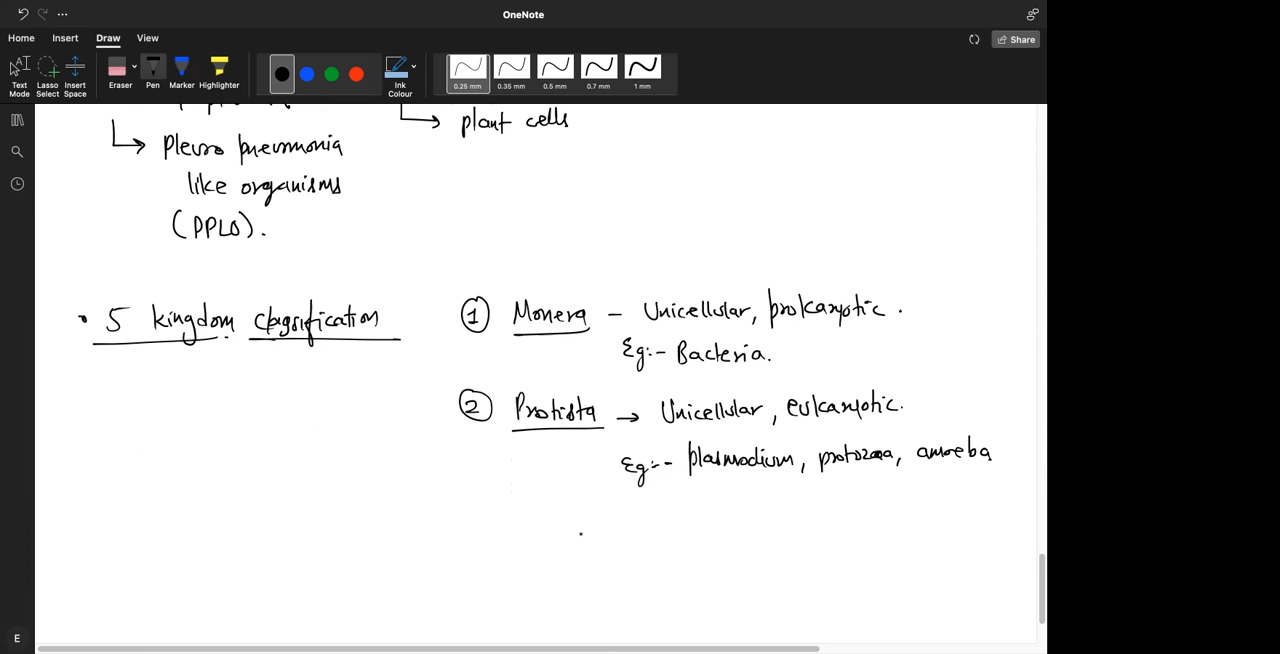 OneNote
Home Insert Draw View
Share
Text Mode
Lasso Select
Insert Space
Eraser
Pen
Marker
Highlighter
Ink Colour
0.25 mm
0.35 mm
0.5 mm
0.7 mm
1 mm
plant cells
Pleuro pneumonia
like organisms
(PPLO).
• 5 kingdom classification
① Monera – Unicellular, prokaryotic.
Eg:- Bacteria.
② Protista → Unicellular, eukaryotic.
Eg:- plasmodium, protozoa, amoeba
E